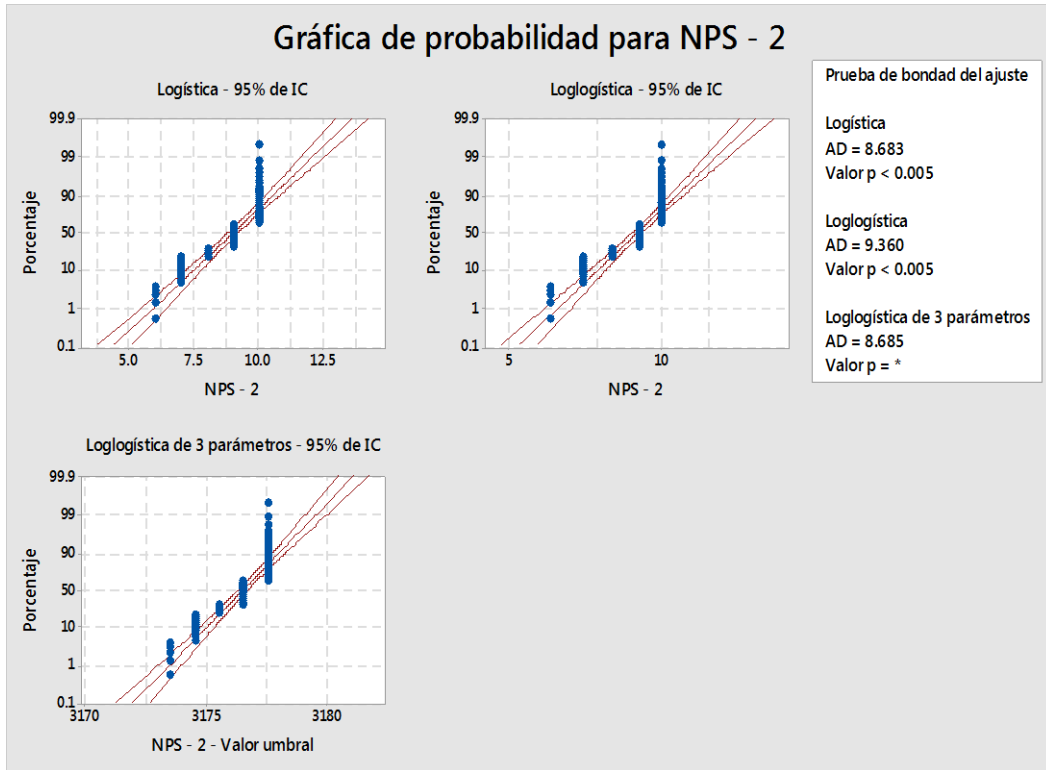 Gráfica de probabilidad para NPS - 2
Logística - 95% de IC
99.9
99
90
50
10
1
0.1
Porcentaje
5.0 7.5 10.0 12.5
NPS - 2
Loglogística - 95% de IC
99.9
99
90
50
10
1
0.1
Porcentaje
5 10
NPS - 2
Prueba de bondad del ajuste
Logística
AD = 8.683
Valor p < 0.005
Loglogística
AD = 9.360
Valor p < 0.005
Loglogística de 3 parámetros
AD = 8.685
Valor p = *
Loglogística de 3 parámetros - 95% de IC
99.9
99
90
50
10
1
0.1
Porcentaje
3170 3175 3180
NPS - 2 - Valor umbral